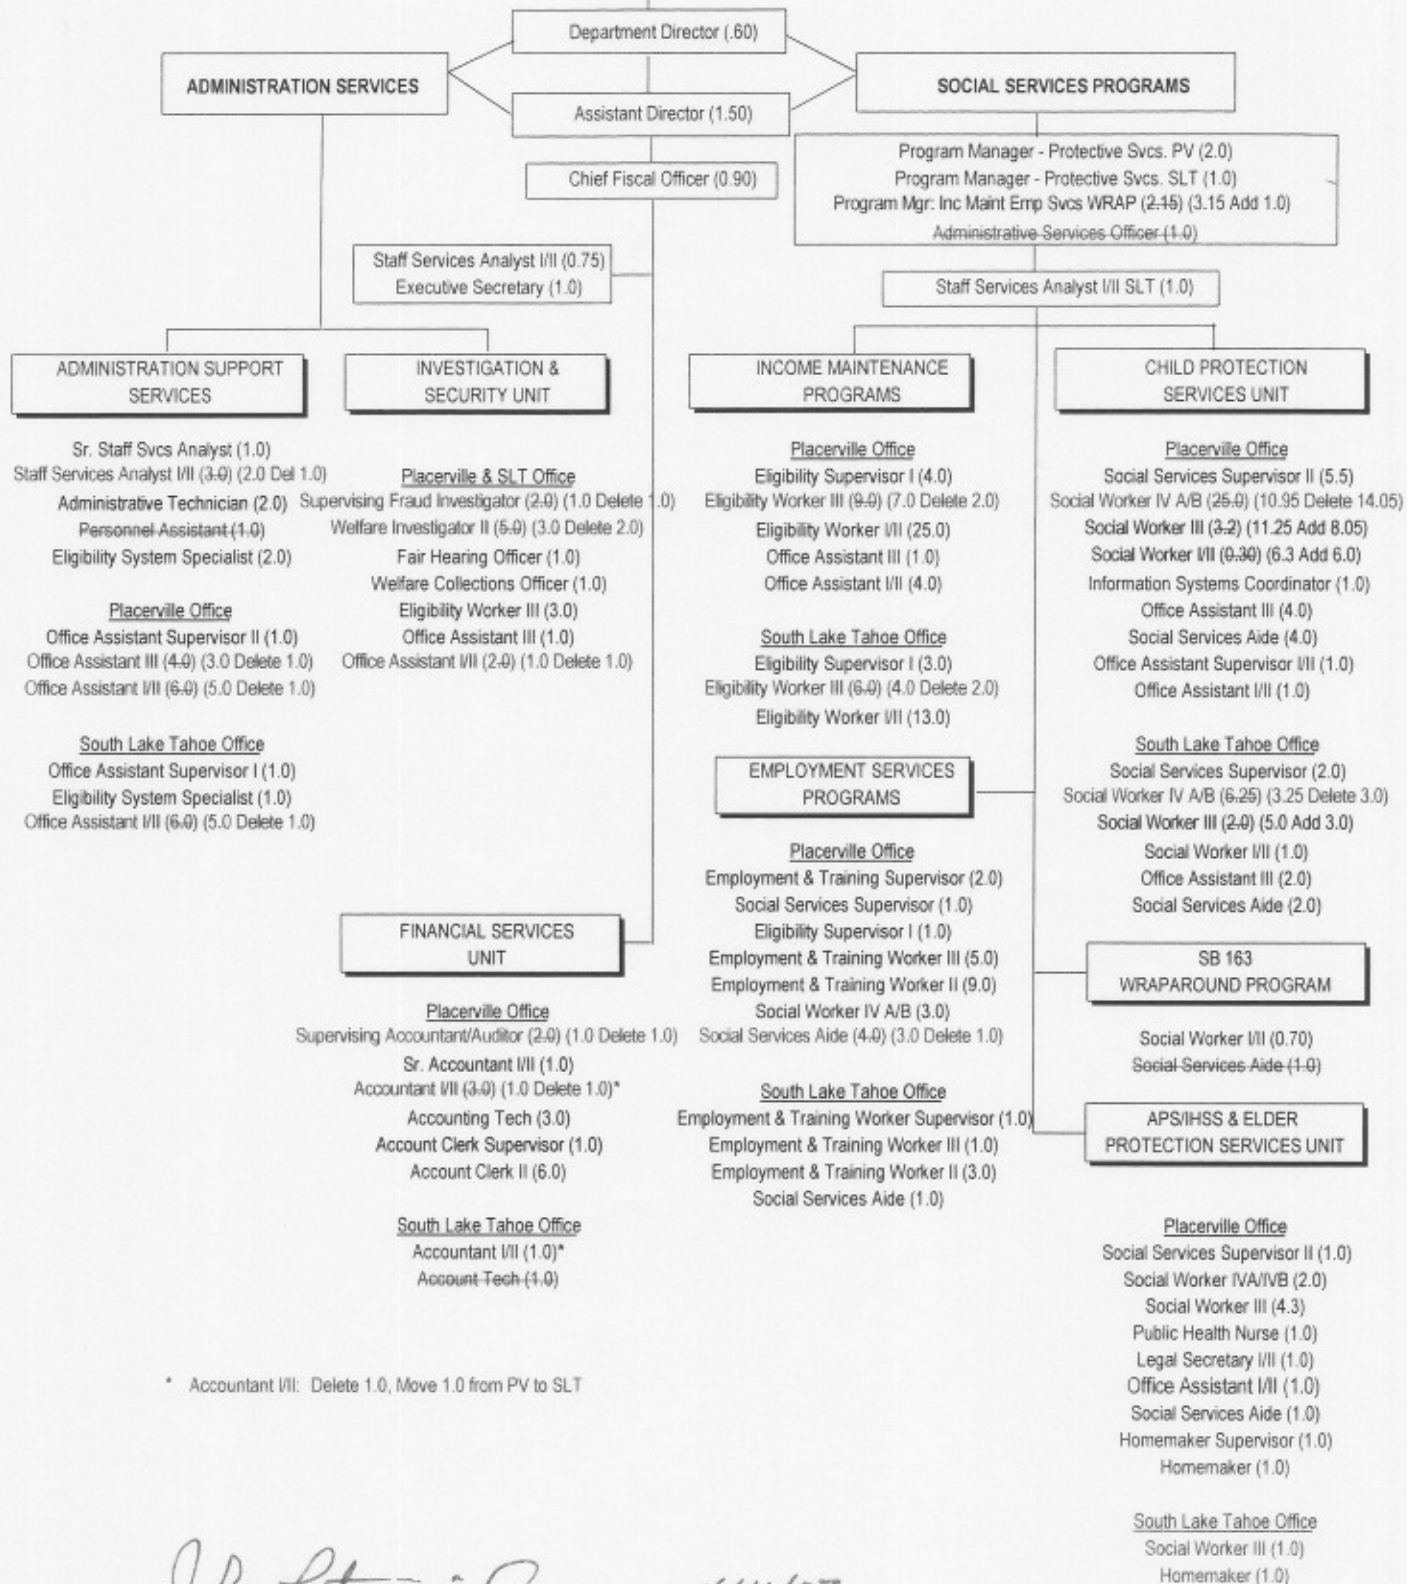 Department Director (.60)
ADMINISTRATION SERVICES
SOCIAL SERVICES PROGRAMS
Assistant Director (1.50)
Chief Fiscal Officer (0.90)
Program Manager - Protective Svcs. PV (2.0)
Program Manager - Protective Svcs. SLT (1.0)
Program Mgr: Inc Maint Emp Svcs WRAP (2.15) (3.15 Add 1.0)
Administrative Services Officer (1.0)
Staff Services Analyst I/II (0.75)
Executive Secretary (1.0)
Staff Services Analyst I/II SLT (1.0)
ADMINISTRATION SUPPORT
SERVICES
Sr. Staff Svcs Analyst (1.0)
Staff Services Analyst I/II (3.0) (2.0 Del 1.0)
Administrative Technician (2.0)
Personnel Assistant (1.0)
Eligibility System Specialist (2.0)
Placerville Office
Office Assistant Supervisor II (1.0)
Office Assistant III (4.0) (3.0 Delete 1.0)
Office Assistant I/II (6.0) (5.0 Delete 1.0)
South Lake Tahoe Office
Office Assistant Supervisor I (1.0)
Eligibility System Specialist (1.0)
Office Assistant I/II (6.0) (5.0 Delete 1.0)
INVESTIGATION &
SECURITY UNIT
Placerville & SLT Office
Supervising Fraud Investigator (2.0) (1.0 Delete 1.0)
Welfare Investigator II (5.0) (3.0 Delete 2.0)
Fair Hearing Officer (1.0)
Welfare Collections Officer (1.0)
Eligibility Worker III (3.0)
Office Assistant III (1.0)
Office Assistant I/II (2.0) (1.0 Delete 1.0)
FINANCIAL SERVICES
UNIT
Placerville Office
Supervising Accountant/Auditor (2.0) (1.0 Delete 1.0)
Sr. Accountant I/II (1.0)
Accountant I/II (3.0) (1.0 Delete 1.0)*
Accounting Tech (3.0)
Account Clerk Supervisor (1.0)
Account Clerk II (6.0)
South Lake Tahoe Office
Accountant I/II (1.0)*
Account Tech (1.0)
INCOME MAINTENANCE
PROGRAMS
Placerville Office
Eligibility Supervisor I (4.0)
Eligibility Worker III (9.0) (7.0 Delete 2.0)
Eligibility Worker I/II (25.0)
Office Assistant III (1.0)
Office Assistant I/II (4.0)
South Lake Tahoe Office
Eligibility Supervisor I (3.0)
Eligibility Worker III (6.0) (4.0 Delete 2.0)
Eligibility Worker I/II (13.0)
EMPLOYMENT SERVICES
PROGRAMS
Placerville Office
Employment & Training Supervisor (2.0)
Social Services Supervisor (1.0)
Eligibility Supervisor I (1.0)
Employment & Training Worker III (5.0)
Employment & Training Worker II (9.0)
Social Worker IV A/B (3.0)
Social Services Aide (4.0) (3.0 Delete 1.0)
South Lake Tahoe Office
Employment & Training Worker Supervisor (1.0)
Employment & Training Worker III (1.0)
Employment & Training Worker II (3.0)
Social Services Aide (1.0)
CHILD PROTECTION
SERVICES UNIT
Placerville Office
Social Services Supervisor II (5.5)
Social Worker IV A/B (25.0) (10.95 Delete 14.05)
Social Worker III (3.2) (11.25 Add 8.05)
Social Worker I/II (0.30) (6.3 Add 6.0)
Information Systems Coordinator (1.0)
Office Assistant III (4.0)
Social Services Aide (4.0)
Office Assistant Supervisor I/II (1.0)
Office Assistant I/II (1.0)
South Lake Tahoe Office
Social Services Supervisor (2.0)
Social Worker IV A/B (6.25) (3.25 Delete 3.0)
Social Worker III (2.0) (5.0 Add 3.0)
Social Worker I/II (1.0)
Office Assistant III (2.0)
Social Services Aide (2.0)
SB 163
WRAPAROUND PROGRAM
Social Worker I/II (0.70)
Social Services Aide (1.0)
APS/IHSS & ELDER
PROTECTION SERVICES UNIT
Placerville Office
Social Services Supervisor II (1.0)
Social Worker IVA/IVB (2.0)
Social Worker III (4.3)
Public Health Nurse (1.0)
Legal Secretary I/II (1.0)
Office Assistant I/II (1.0)
Social Services Aide (1.0)
Homemaker Supervisor (1.0)
Homemaker (1.0)
South Lake Tahoe Office
Social Worker III (1.0)
Homemaker (1.0)
* Accountant I/II: Delete 1.0, Move 1.0 from PV to SLT